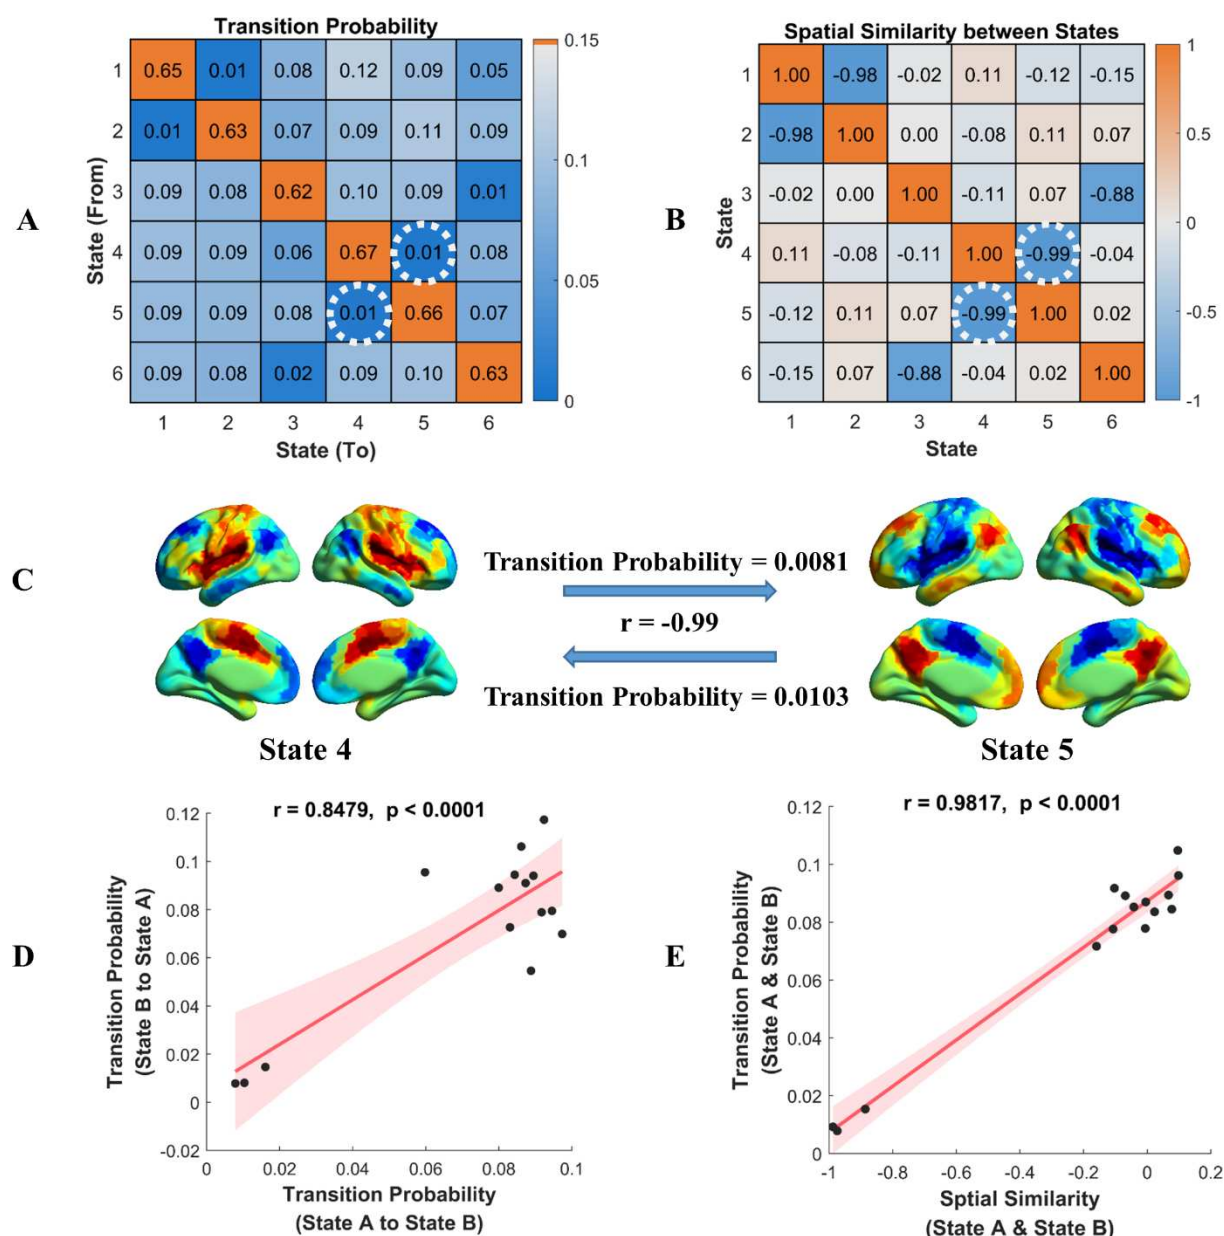 Transition Probability
Spatial Similarity between States
A
State (From)
1 0.65 0.01 0.08 0.12 0.09 0.05
2 0.01 0.63 0.07 0.09 0.11 0.09
3 0.09 0.08 0.62 0.10 0.09 0.01
4 0.09 0.09 0.06 0.67 0.01 0.08
5 0.09 0.09 0.08 0.01 0.66 0.07
6 0.09 0.08 0.02 0.09 0.10 0.63
1 2 3 4 5 6
State (To)
0.15
0.1
0.05
0
B
State
1 1.00 -0.98 -0.02 0.11 -0.12 -0.15
2 -0.98 1.00 0.00 -0.08 0.11 0.07
3 -0.02 0.00 1.00 -0.11 0.07 -0.88
4 0.11 -0.08 -0.11 1.00 -0.99 -0.04
5 -0.12 0.11 0.07 -0.99 1.00 0.02
6 -0.15 0.07 -0.88 -0.04 0.02 1.00
1 2 3 4 5 6
State
1
0.5
0
-0.5
-1
C
Transition Probability = 0.0081
r = -0.99
Transition Probability = 0.0103
State 4
State 5
D
r = 0.8479, p < 0.0001
Transition Probability
(State B to State A)
0.12
0.1
0.08
0.06
0.04
0.02
0
-0.02
0 0.02 0.04 0.06 0.08 0.1
Transition Probability
(State A to State B)
E
r = 0.9817, p < 0.0001
Transition Probability
(State A & State B)
0.12
0.1
0.08
0.06
0.04
0.02
0
-1 -0.8 -0.6 -0.4 -0.2 0 0.2
Sptial Similarity
(State A & State B)